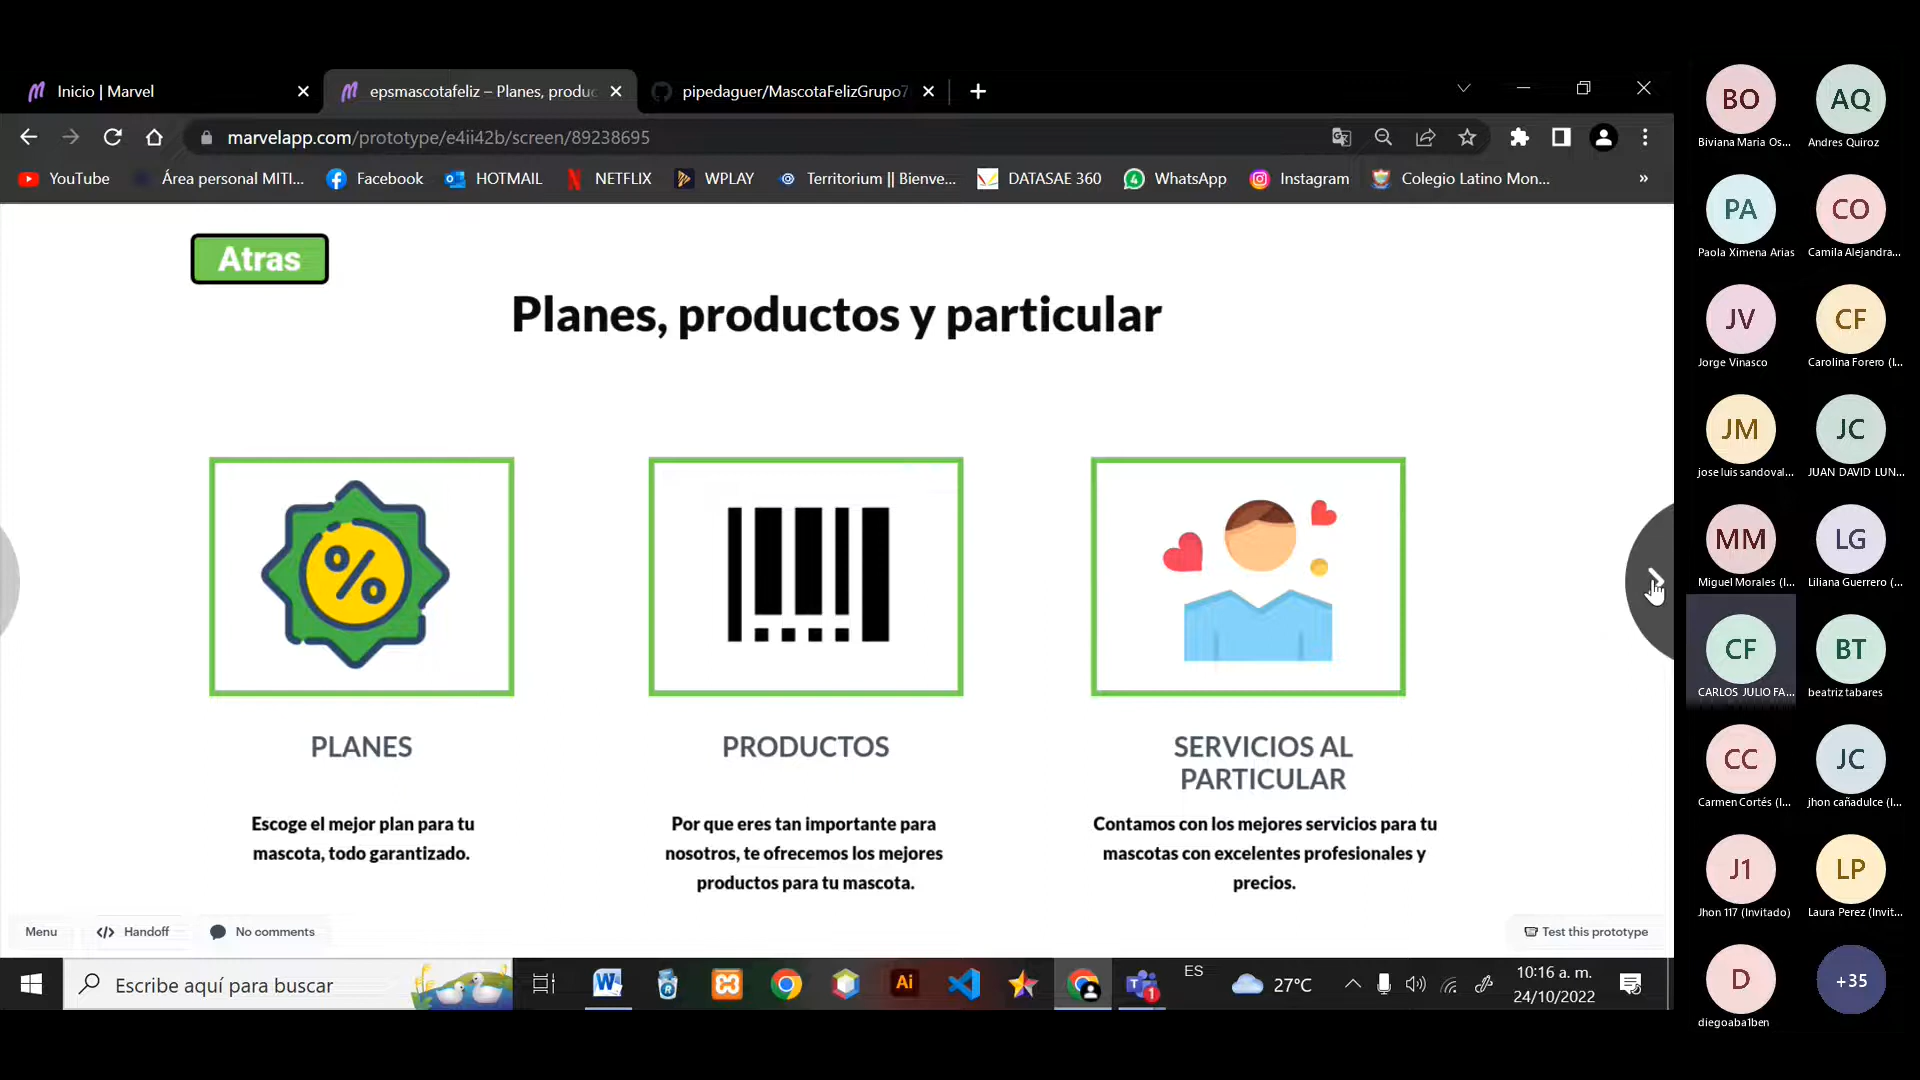 Inicio | Marvel
epsmascotafeliz – Planes, produc
pipedaguer/MascotaFelizGrupo7
marvelapp.com/prototype/e4ii42b/screen/89238695
YouTube
Área personal MITI...
Facebook
HOTMAIL
NETFLIX
WPLAY
Territorium || Bienve...
DATASAE 360
WhatsApp
Instagram
Colegio Latino Mon...
»
Atras
Planes, productos y particular
%
PLANES
PRODUCTOS
SERVICIOS AL
PARTICULAR
Escoge el mejor plan para tu
mascota, todo garantizado.
Por que eres tan importante para
nosotros, te ofrecemos los mejores
productos para tu mascota.
Contamos con los mejores servicios para tu
mascotas con excelentes profesionales y
precios.
Menu
</> Handoff
No comments
Test this prototype
Escribe aquí para buscar
Ai
1
ES
27°C
10:16 a. m.
24/10/2022
BO
Biviana Maria Os...
AQ
Andres Quiroz
PA
Paola Ximena Arias
CO
Camila Alejandra...
JV
Jorge Vinasco
CF
Carolina Forero (I...
JM
jose luis sandoval...
JC
JUAN DAVID LUN...
MM
Miguel Morales (I...
LG
Liliana Guerrero (...
CF
CARLOS JULIO FA...
BT
beatriz tabares
CC
Carmen Cortés (I...
JC
jhon cañadulce (I...
J1
Jhon 117 (Invitado)
LP
Laura Perez (Invit...
D
diegoaba1ben
+35